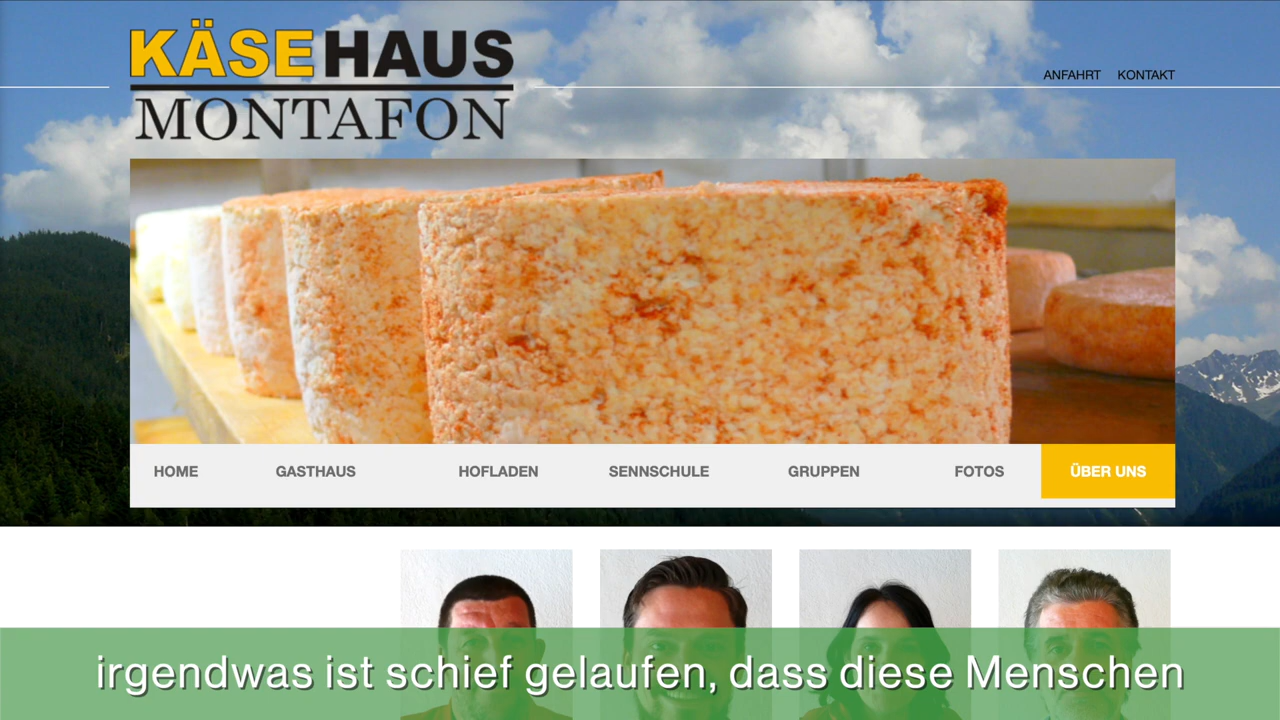 KÄSEHAUS
MONTAFON
ANFAHRT KONTAKT
HOME GASTHAUS HOFLADEN SENNSCHULE GRUPPEN FOTOS ÜBER UNS
irgendwas ist schief gelaufen, dass diese Menschen